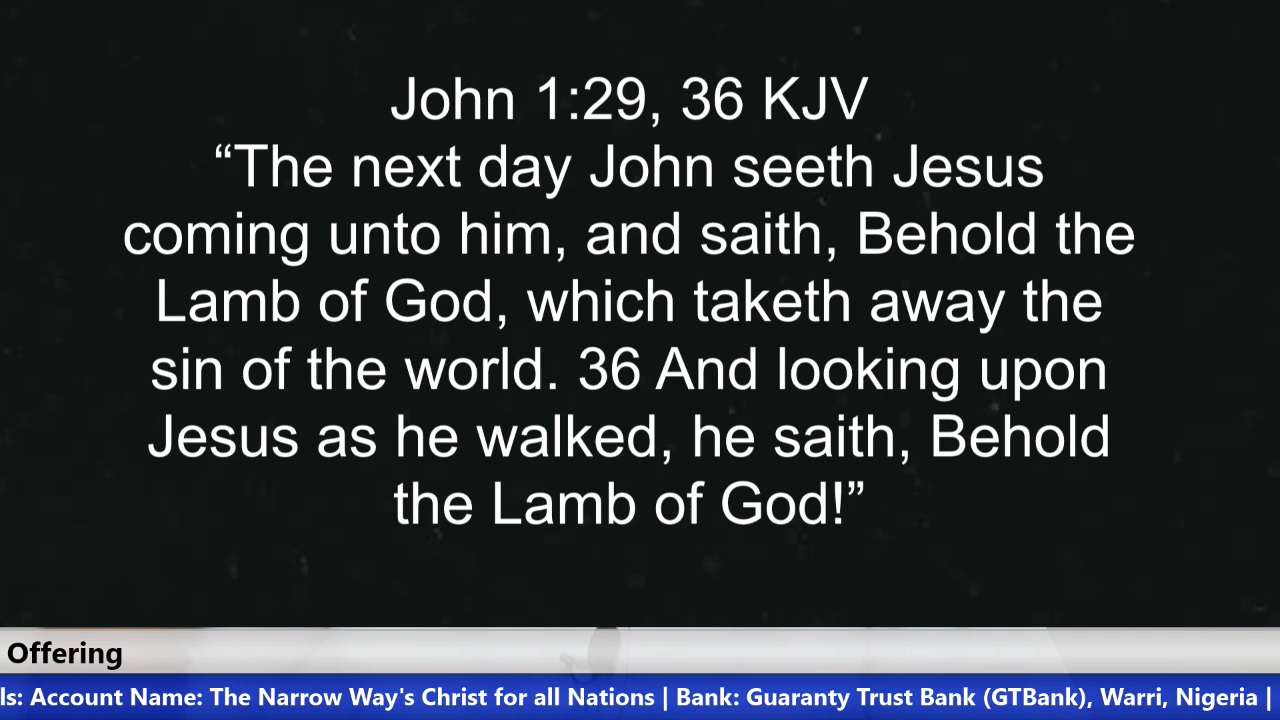 John 1:29, 36 KJV
“The next day John seeth Jesus
coming unto him, and saith, Behold the
Lamb of God, which taketh away the
sin of the world. 36 And looking upon
Jesus as he walked, he saith, Behold
the Lamb of God!”
Offering
ls: Account Name: The Narrow Way's Christ for all Nations | Bank: Guaranty Trust Bank (GTBank), Warri, Nigeria |